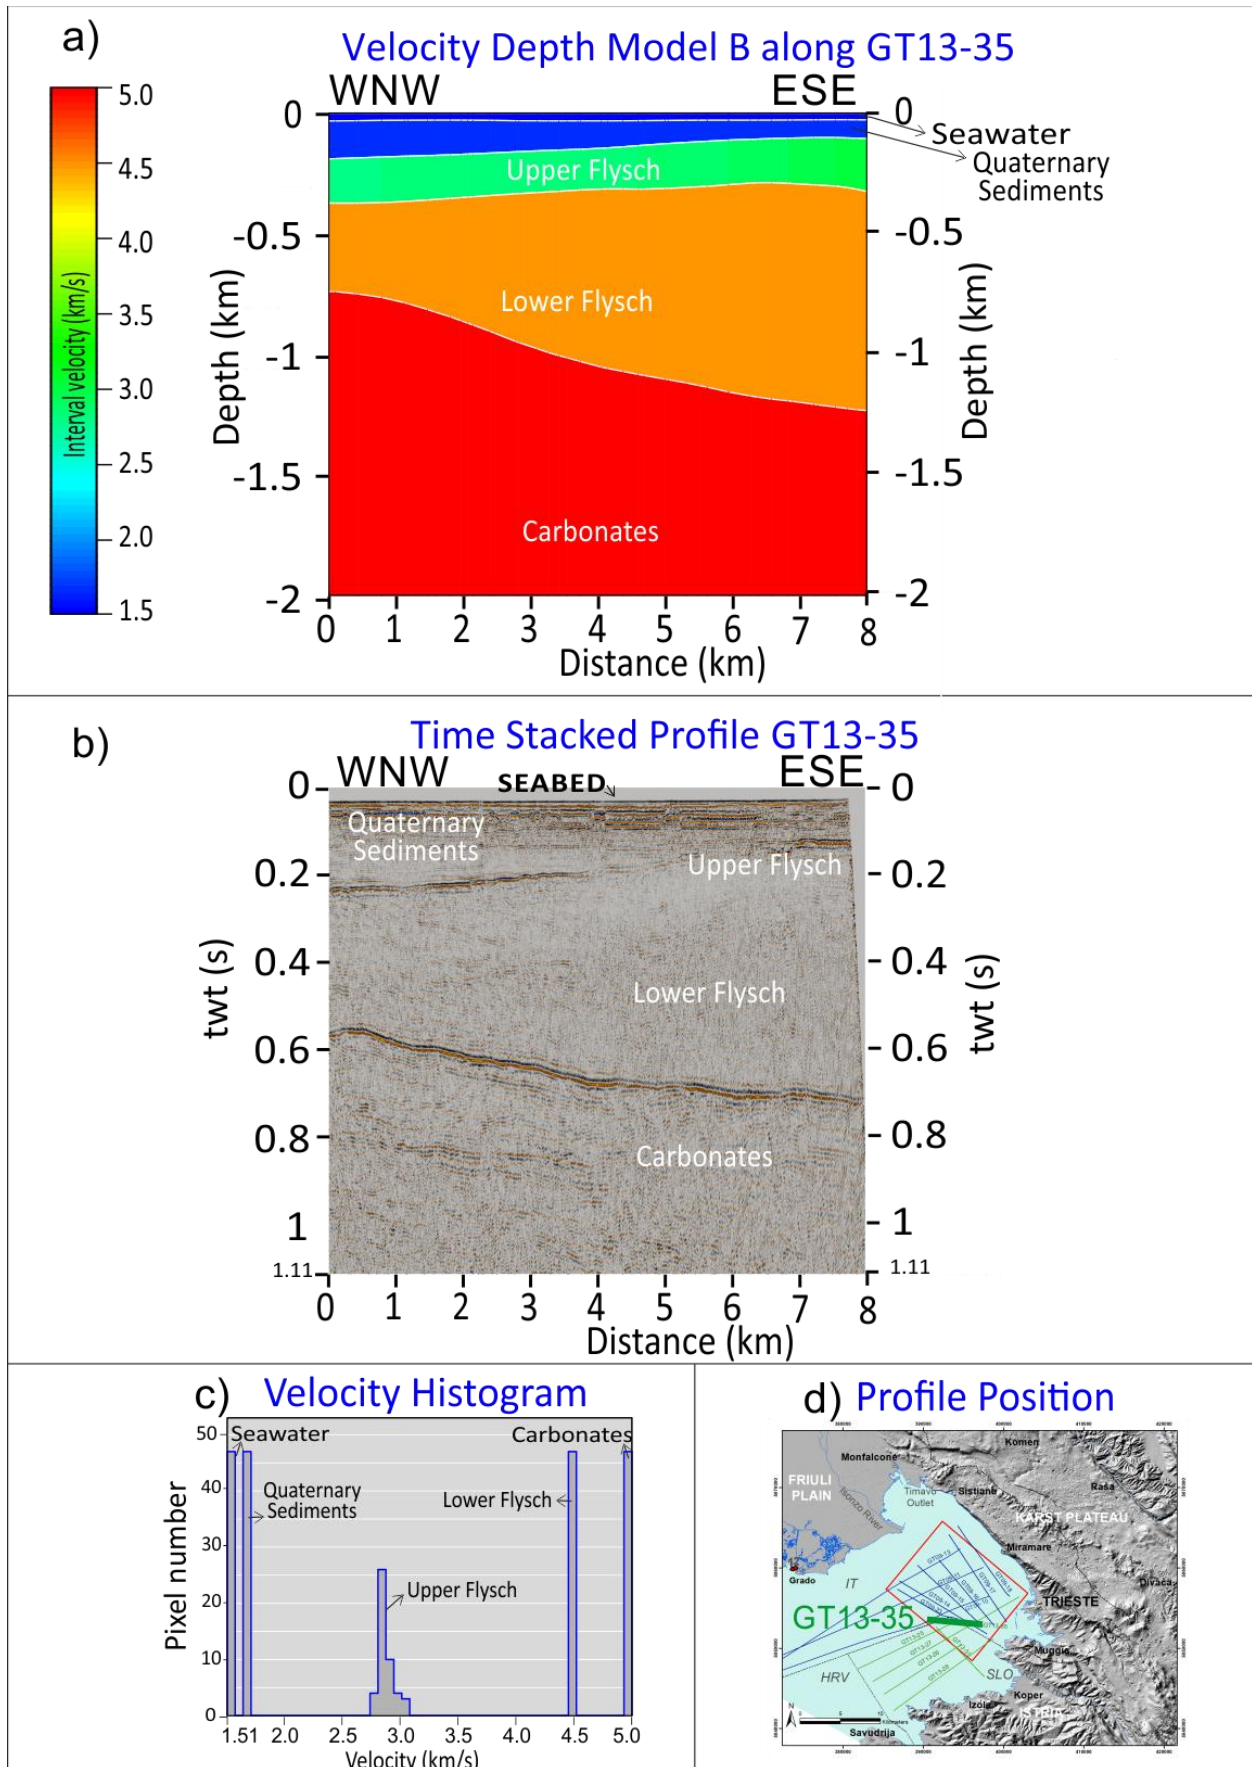 a)
Velocity Depth Model B along GT13-35
WNW
ESE
5.0
4.5
4.0
3.5
3.0
2.5
2.0
1.5
Interval velocity (km/s)
0
-0.5
-1
-1.5
-2
Depth (km)
0
-0.5
-1
-1.5
-2
Depth (km)
Seawater
Quaternary
Sediments
Upper Flysch
Lower Flysch
Carbonates
0 1 2 3 4 5 6 7 8
Distance (km)
b)
Time Stacked Profile GT13-35
WNW
SEABED
ESE
0
0.2
0.4
0.6
0.8
1
1.11
twt (s)
0
0.2
0.4
0.6
0.8
1
1.11
twt (s)
Quaternary
Sediments
Upper Flysch
Lower Flysch
Carbonates
0 1 2 3 4 5 6 7 8
Distance (km)
c)
Velocity Histogram
50
40
30
20
10
0
Pixel number
Seawater
Carbonates
Quaternary
Sediments
Lower Flysch
Upper Flysch
1.51 2.0 2.5 3.0 3.5 4.0 4.5 5.0
Velocity (km/s)
d)
Profile Position
Komen
Monfalcone
FRIULI
PLAIN
Isonzo River
Timavo
Outlet
Sistiane
Raša
KARST PLATEAU
Miramare
Grado
IT
Divača
TRIESTE
GT13-35
Muggia
HRV
SLO
Koper
Izola
ISTRIA
Savudrija
N